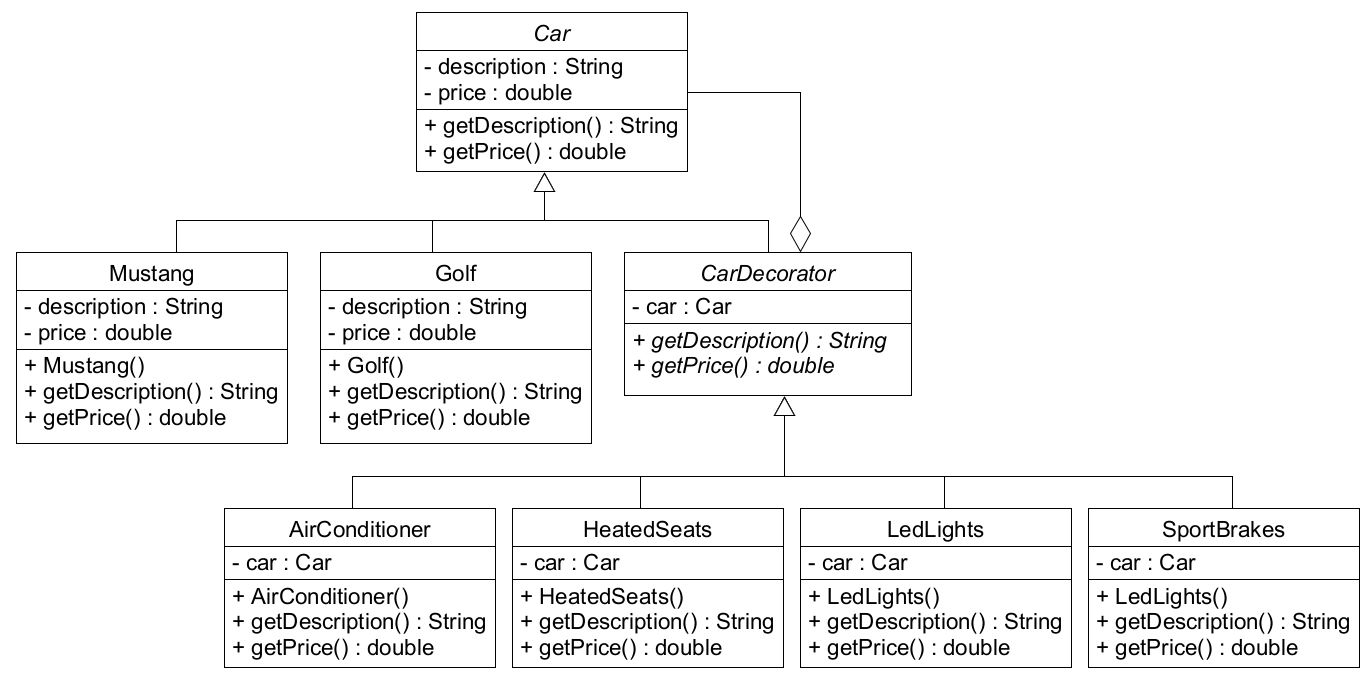 Car
- description : String
- price : double
+ getDescription() : String
+ getPrice() : double
Mustang
- description : String
- price : double
+ Mustang()
+ getDescription() : String
+ getPrice() : double
Golf
- description : String
- price : double
+ Golf()
+ getDescription() : String
+ getPrice() : double
CarDecorator
- car : Car
+ getDescription() : String
+ getPrice() : double
AirConditioner
- car : Car
+ AirConditioner()
+ getDescription() : String
+ getPrice() : double
HeatedSeats
- car : Car
+ HeatedSeats()
+ getDescription() : String
+ getPrice() : double
LedLights
- car : Car
+ LedLights()
+ getDescription() : String
+ getPrice() : double
SportBrakes
- car : Car
+ LedLights()
+ getDescription() : String
+ getPrice() : double